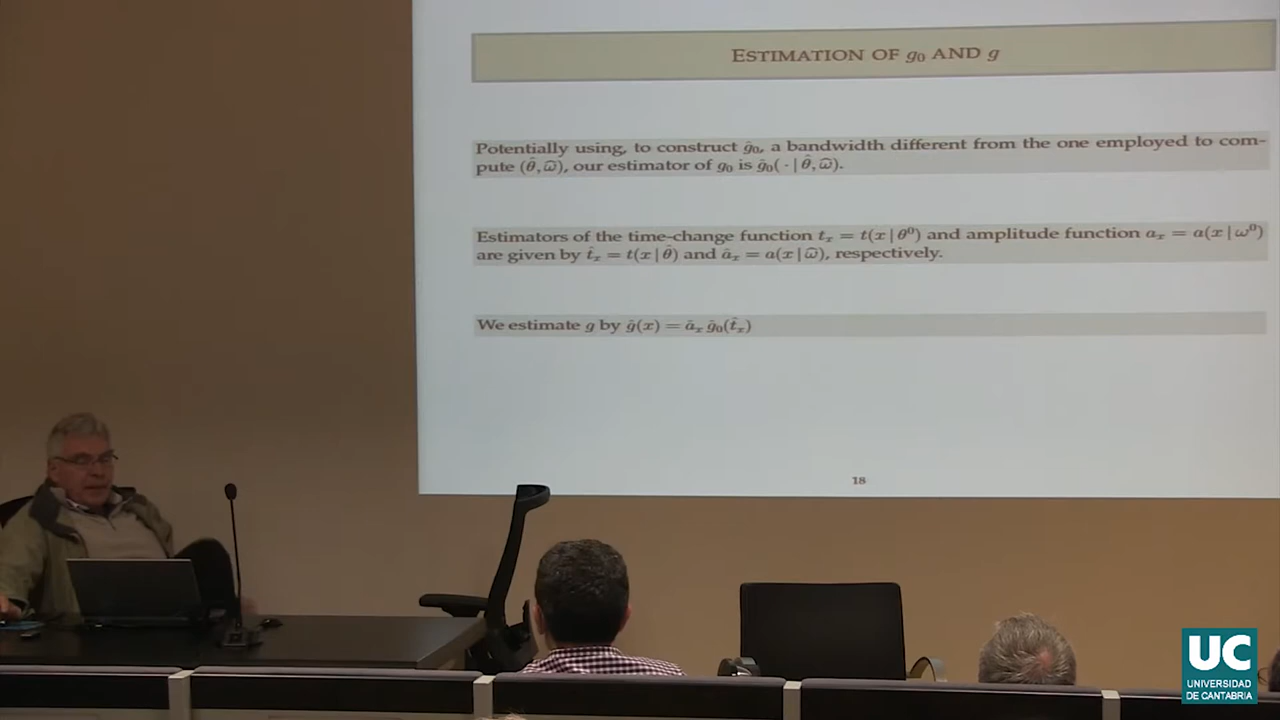 ESTIMATION OF g₀ AND g
Potentially using, to construct ĝ₀, a bandwidth different from the one employed to com-
pute (θ̂, ω̂), our estimator of g₀ is ĝ₀( · | θ̂, ω̂).
Estimators of the time-change function tₓ = t(x | θ⁰) and amplitude function aₓ = a(x | ω⁰)
are given by t̂ₓ = t(x | θ̂) and âₓ = a(x | ω̂), respectively.
We estimate g by ĝ(x) = âₓ ĝ₀(t̂ₓ)
18
UC
UNIVERSIDAD
DE CANTABRIA